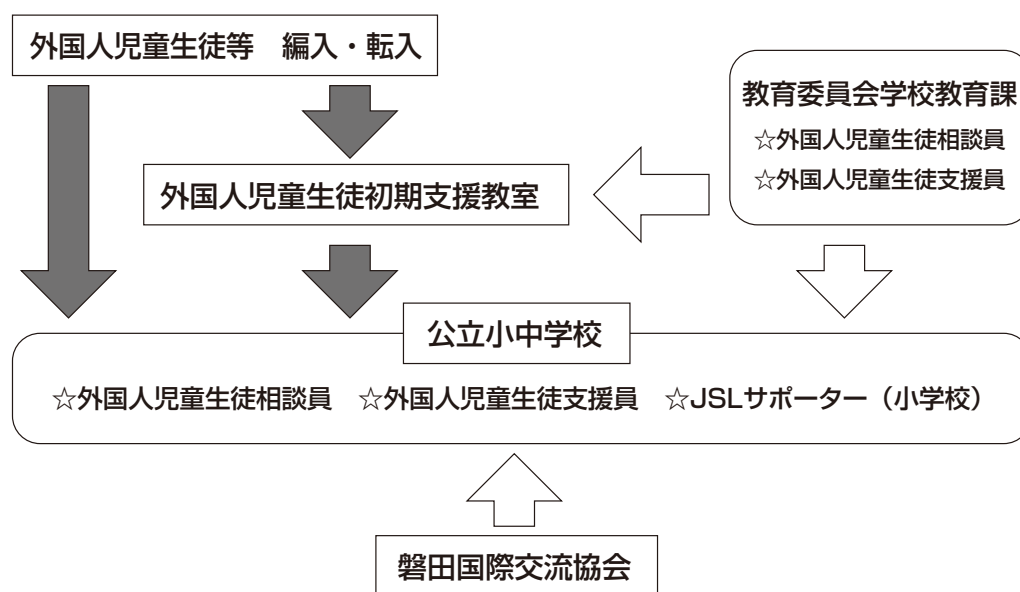 外国人児童生徒等　編入・転入
教育委員会学校教育課
☆外国人児童生徒相談員
☆外国人児童生徒支援員
外国人児童生徒初期支援教室
公立小中学校
☆外国人児童生徒相談員　☆外国人児童生徒支援員　☆JSLサポーター（小学校）
磐田国際交流協会